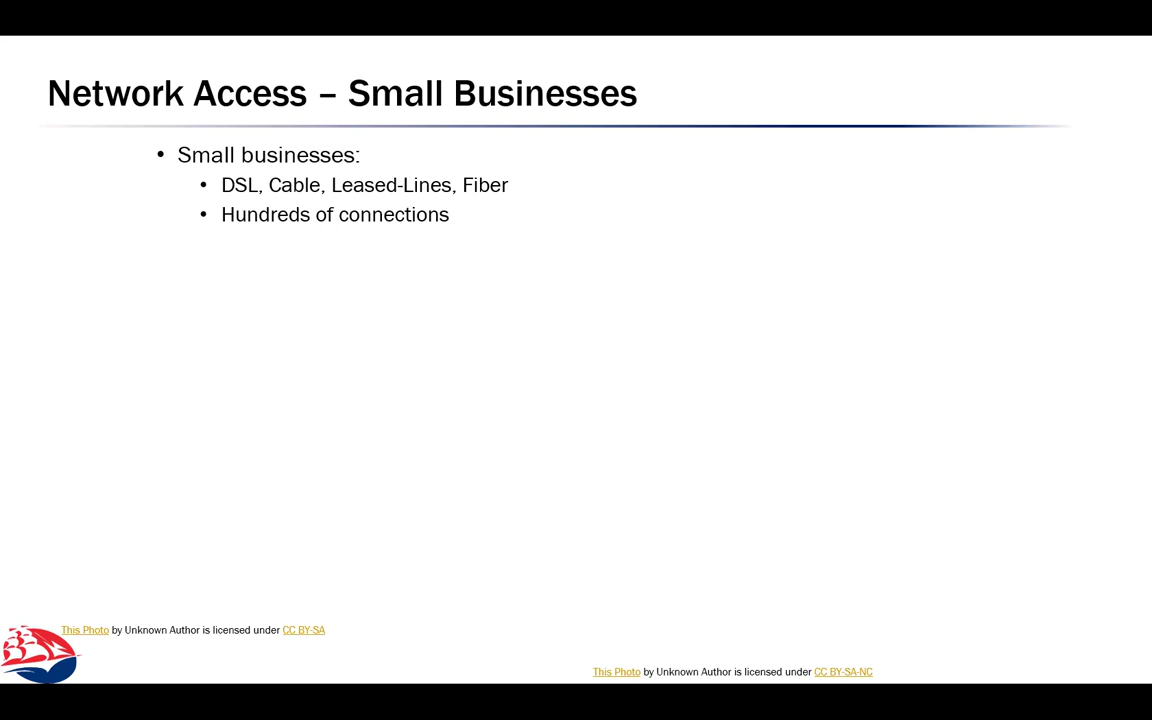 Network Access – Small Businesses
• Small businesses:
• DSL, Cable, Leased-Lines, Fiber
• Hundreds of connections
This Photo by Unknown Author is licensed under CC BY-SA
This Photo by Unknown Author is licensed under CC BY-SA-NC